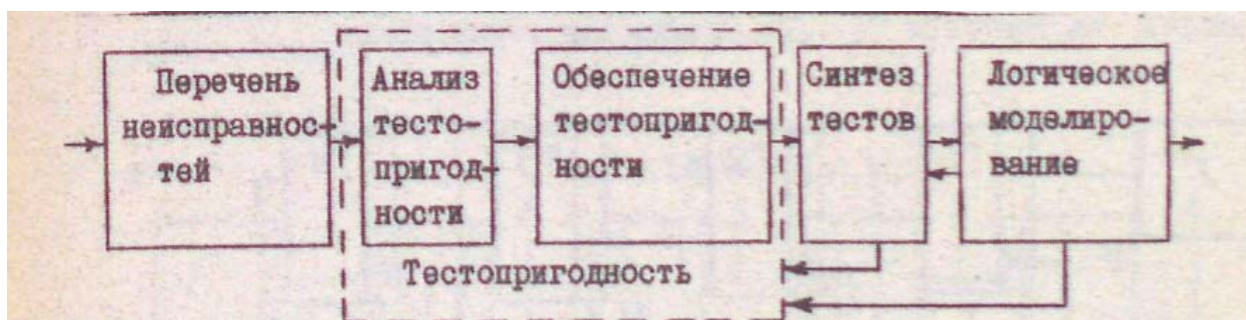 Перечень
неисправнос-
тей
Анализ
тесто-
пригод-
ности
Обеспечение
тестопригод-
ности
Синтез
тестов
Логическое
моделиро-
вание
Тестопригодность